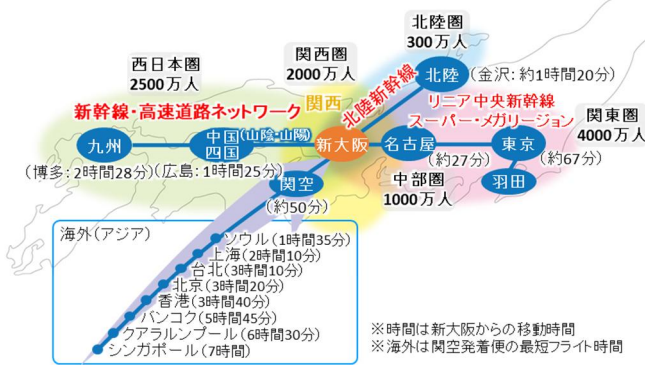 北陸圏
300万人
関西圏
2000万人
西日本圏
2500万人
北陸
(金沢：約1時間20分)
北陸新幹線
関西
新幹線・高速道路ネットワーク
リニア中央新幹線
スーパー・メガリージョン
関東圏
4000万人
九州
中国
四国
(山陰・山陽)
新大阪
名古屋
東京
(博多：2時間28分)
(広島：1時間25分)
(約27分)
(約67分)
羽田
関空
(約50分)
中部圏
1000万人
海外(アジア)
ソウル(1時間35分)
上海(2時間10分)
台北(3時間10分)
北京(3時間20分)
香港(3時間40分)
バンコク(5時間45分)
クアラルンプール(6時間30分)
シンガポール(7時間)
※時間は新大阪からの移動時間
※海外は関空発着便の最短フライト時間